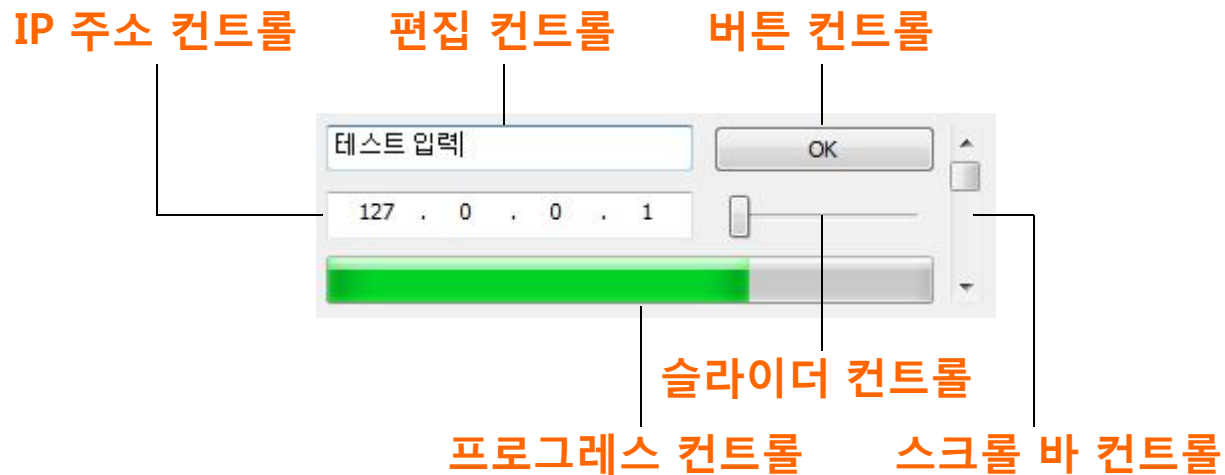 IP 주소 컨트롤 편집 컨트롤 버튼 컨트롤
테스트 입력 OK
127 . 0 . 0 . 1
슬라이더 컨트롤
프로그레스 컨트롤 스크롤 바 컨트롤